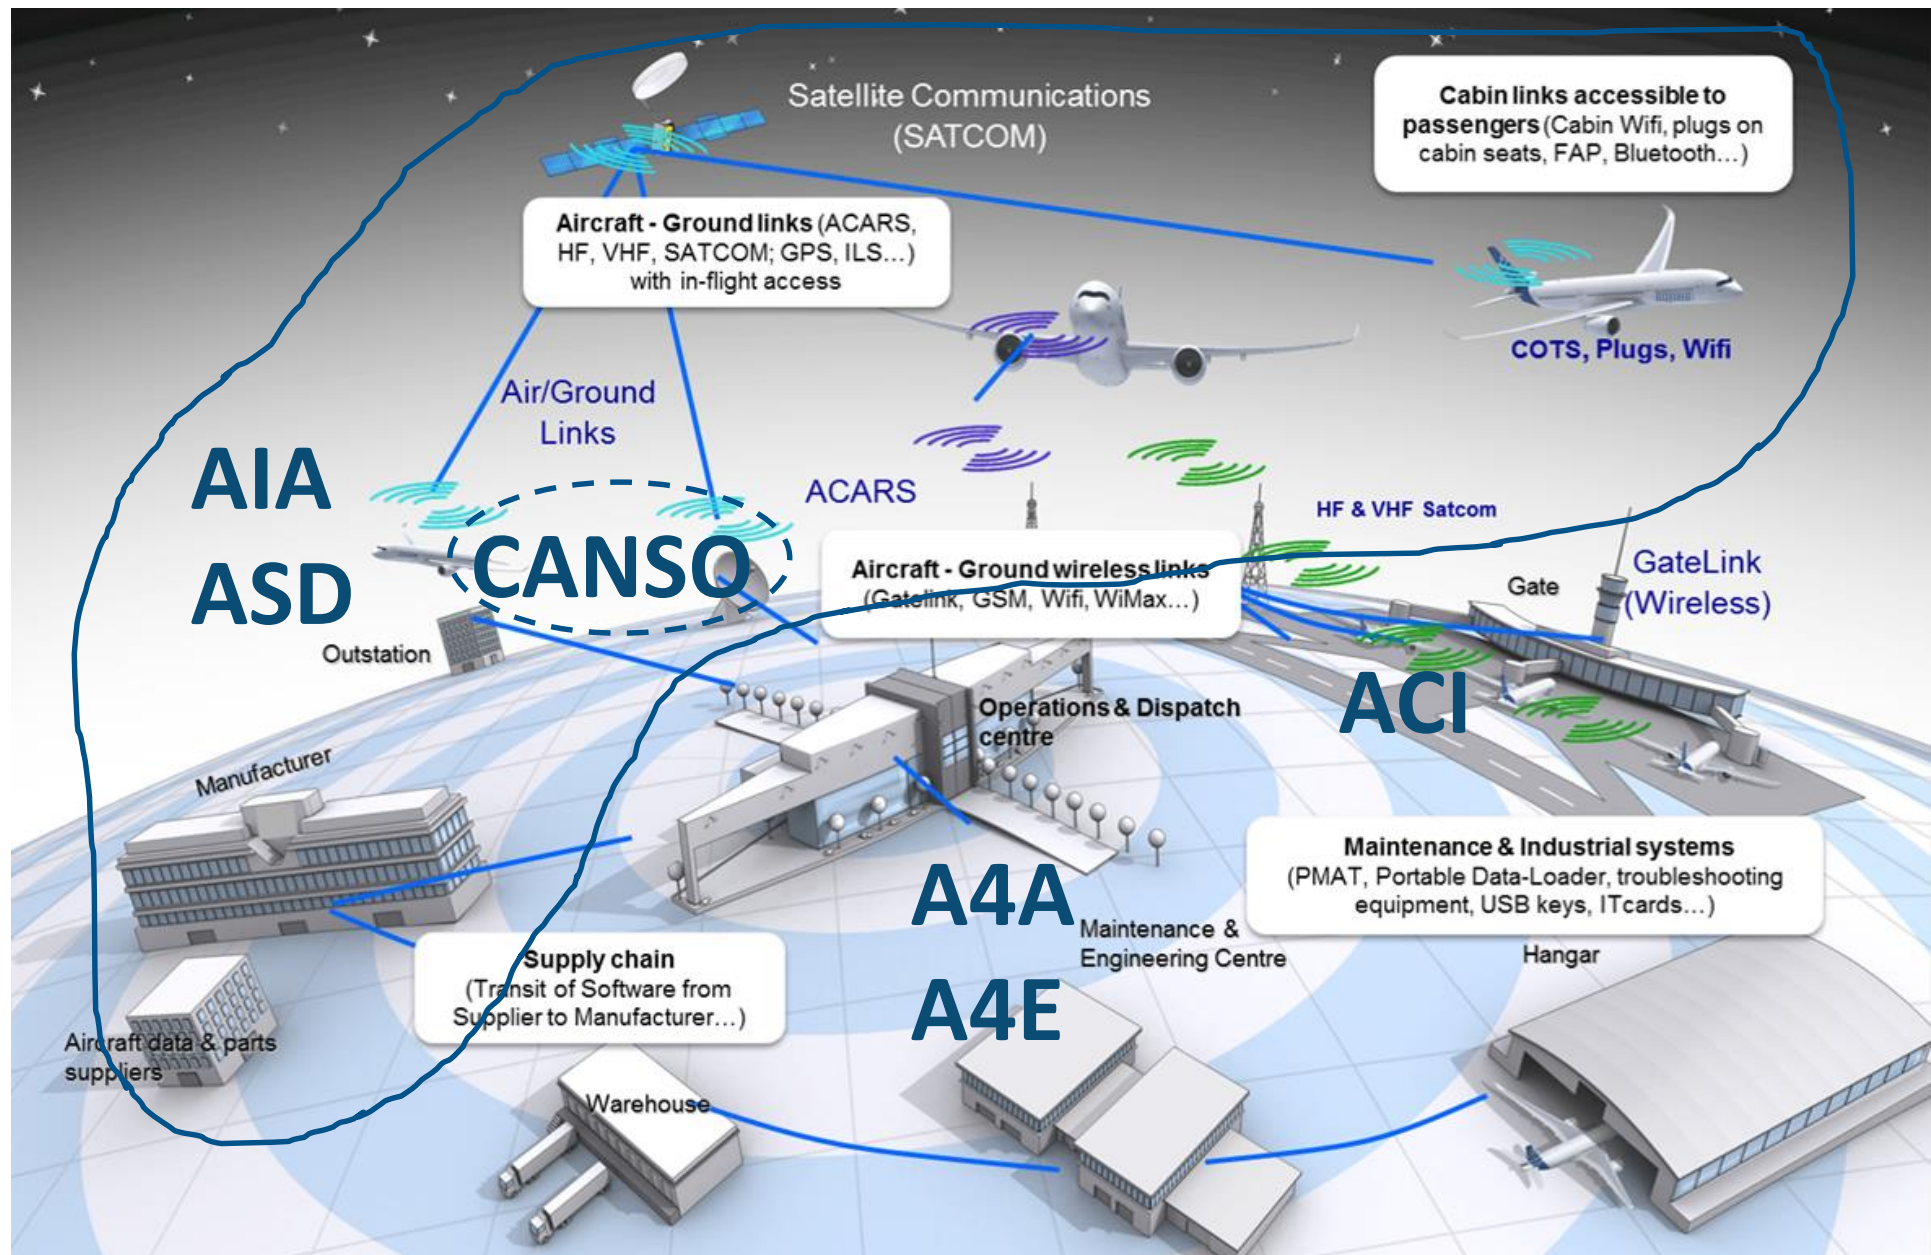 Satellite Communications
(SATCOM)
Cabin links accessible to
passengers (Cabin Wifi, plugs on
cabin seats, FAP, Bluetooth…)
Aircraft - Ground links (ACARS,
HF, VHF, SATCOM; GPS, ILS…)
with in-flight access
COTS, Plugs, Wifi
Air/Ground
Links
AIA
ASD
ACARS
HF & VHF Satcom
CANSO
Aircraft - Ground wireless links
(Gatelink, GSM, Wifi, WiMax…)
Gate
GateLink
(Wireless)
Outstation
ACI
Operations & Dispatch
centre
Manufacturer
Maintenance & Industrial systems
(PMAT, Portable Data-Loader, troubleshooting
equipment, USB keys, ITcards…)
A4A
A4E
Maintenance &
Engineering Centre
Hangar
Supply chain
(Transit of Software from
Supplier to Manufacturer…)
Aircraft data & parts
suppliers
Warehouse